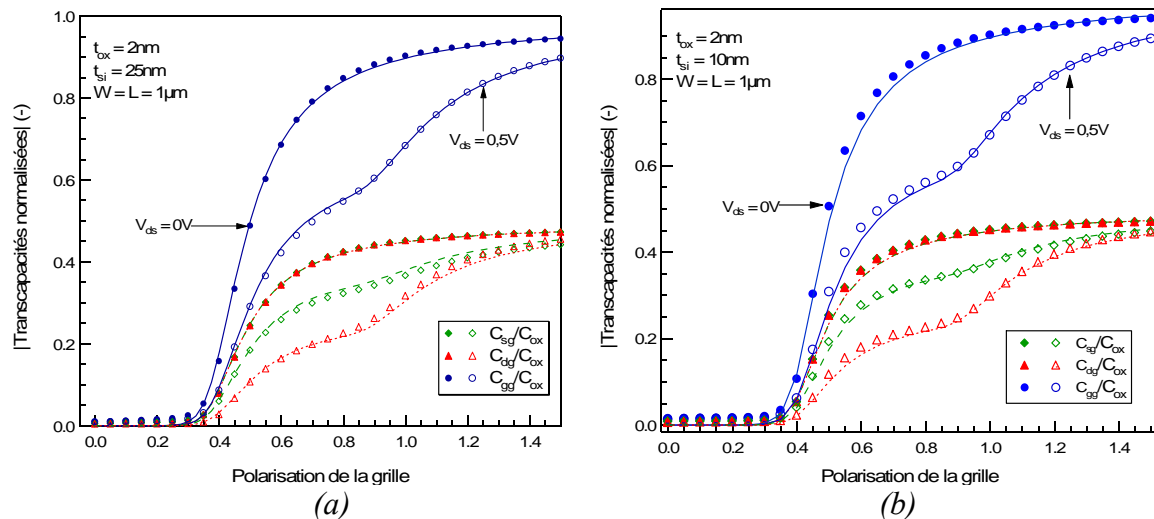 |Transcapacités normalisées| (-)
1.0
0.8
0.6
0.4
0.2
0.0
t_ox = 2nm
t_si = 25nm
W = L = 1µm
V_ds = 0,5V
V_ds = 0V
C_sg/C_ox
C_dg/C_ox
C_gg/C_ox
0.0 0.2 0.4 0.6 0.8 1.0 1.2 1.4
Polarisation de la grille
(a)
|Transcapacités normalisées| (-)
0.8
0.6
0.4
0.2
0.0
t_ox = 2nm
t_si = 10nm
W = L = 1µm
V_ds = 0,5V
V_ds = 0V
C_sg/C_ox
C_dg/C_ox
C_gg/C_ox
0.0 0.2 0.4 0.6 0.8 1.0 1.2 1.4
Polarisation de la grille
(b)